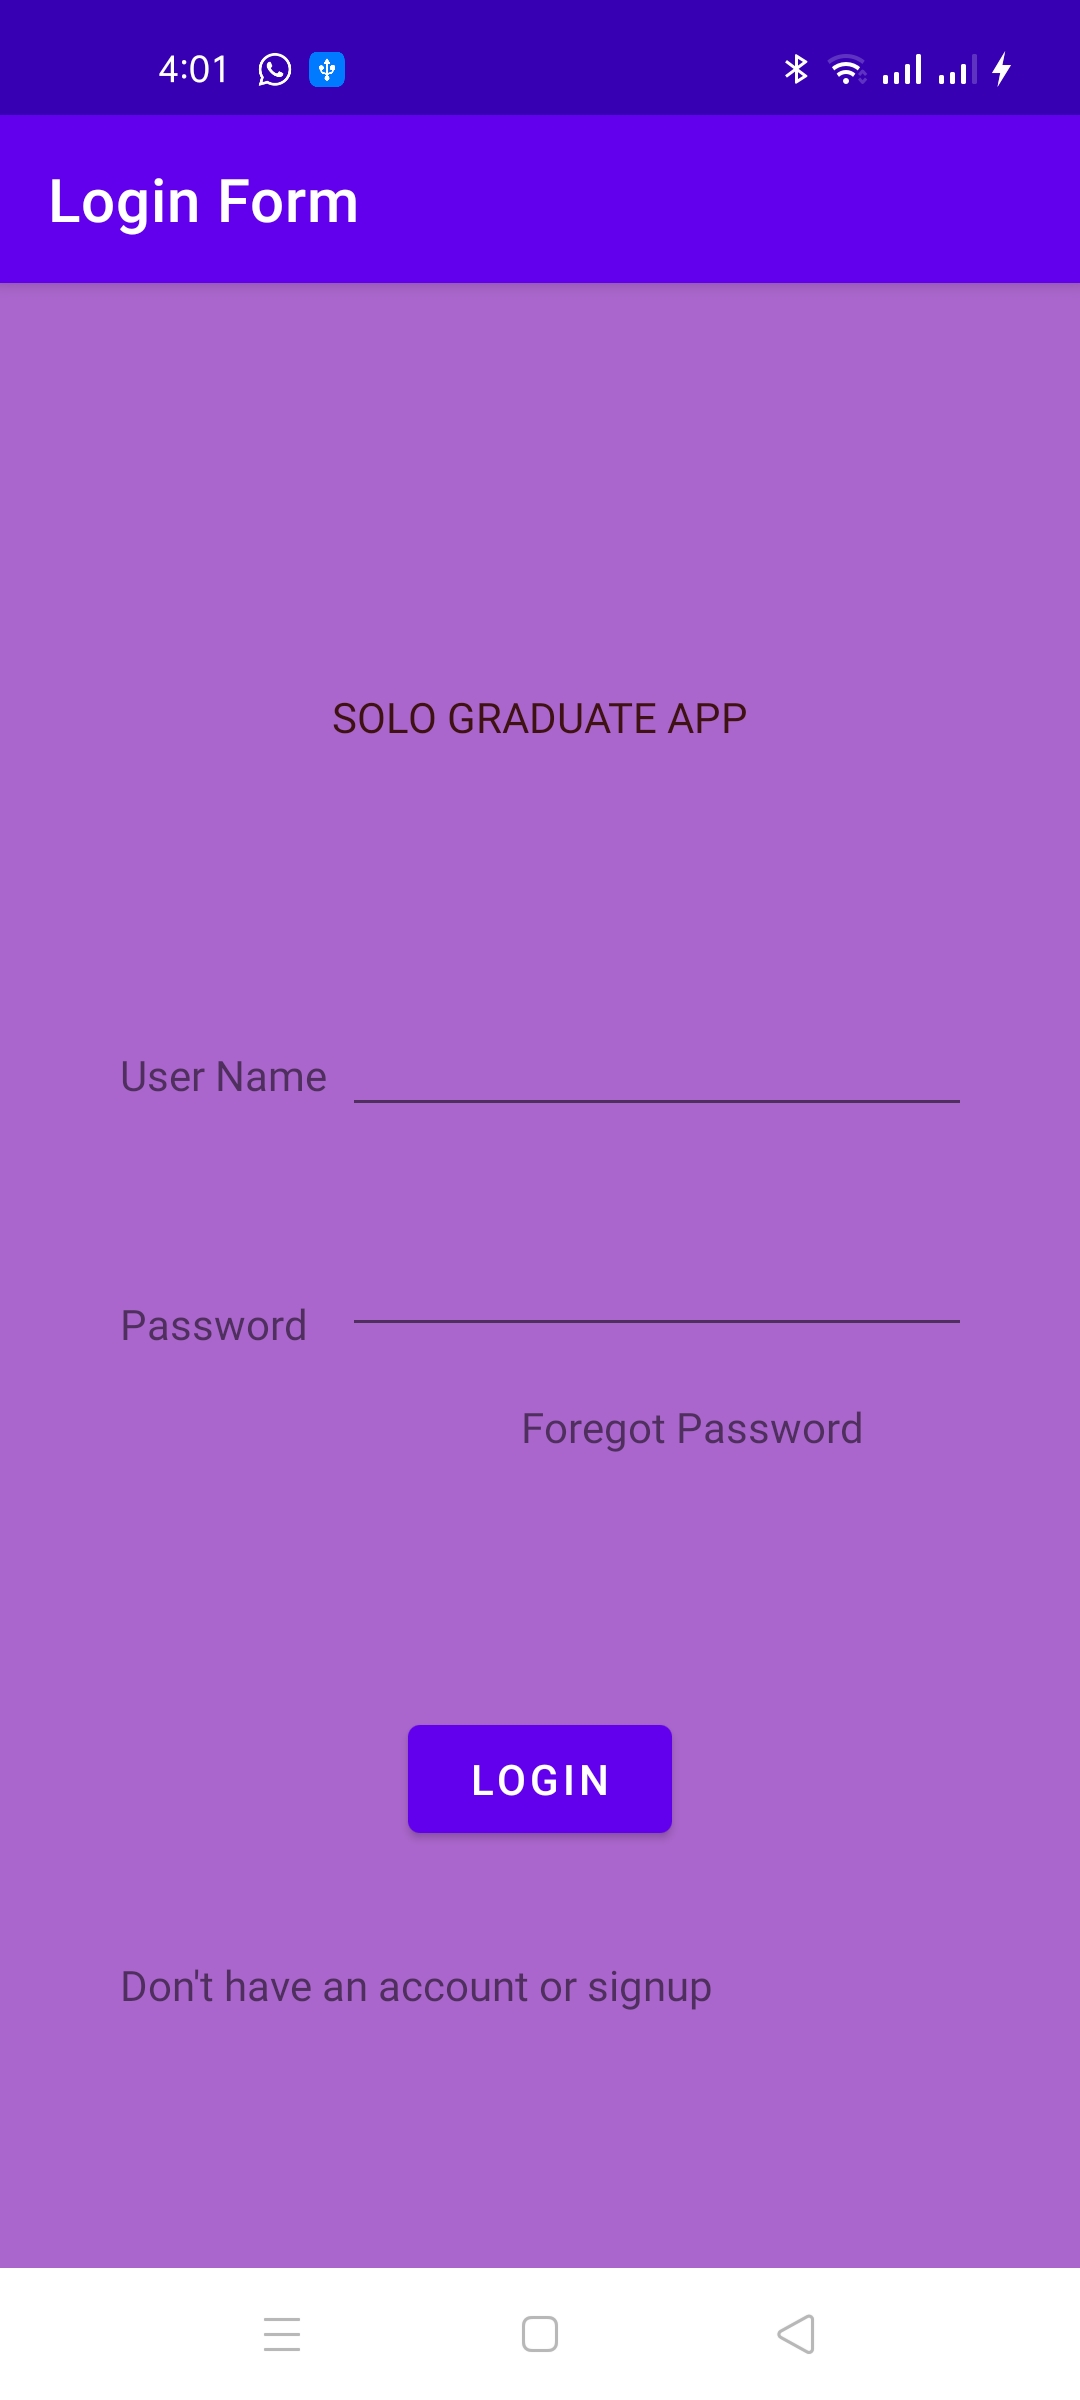 4:01
Login Form
SOLO GRADUATE APP
User Name
Password
Foregot Password
LOGIN
Don't have an account or signup